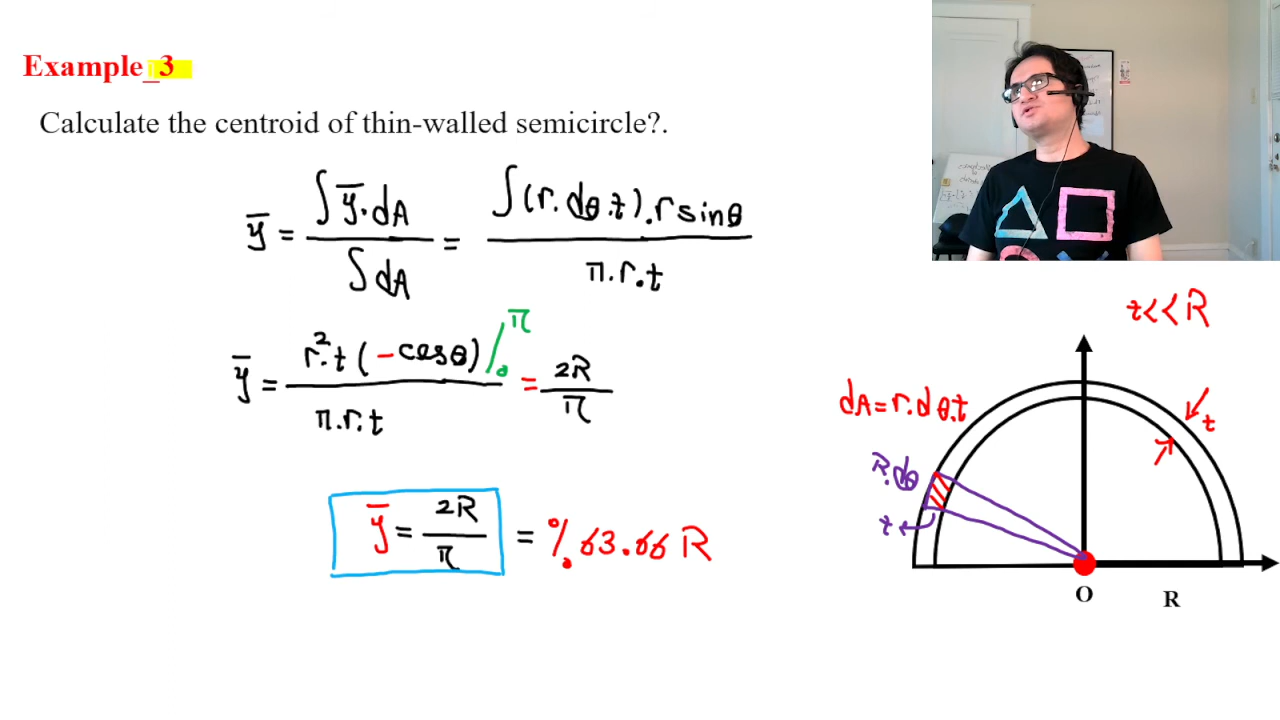 Example_3
Calculate the centroid of thin-walled semicircle?.
y̅ = ∫y̅.dA / ∫dA = ∫(r.dθ.t).r sinθ / π.r.t
y̅ = r².t(-cosθ)/₀^π / π.r.t = 2R / π
y̅ = 2R / π = %63.66 R
t<<R
dA=r.dθ.t
t
R.dθ
t
O
R